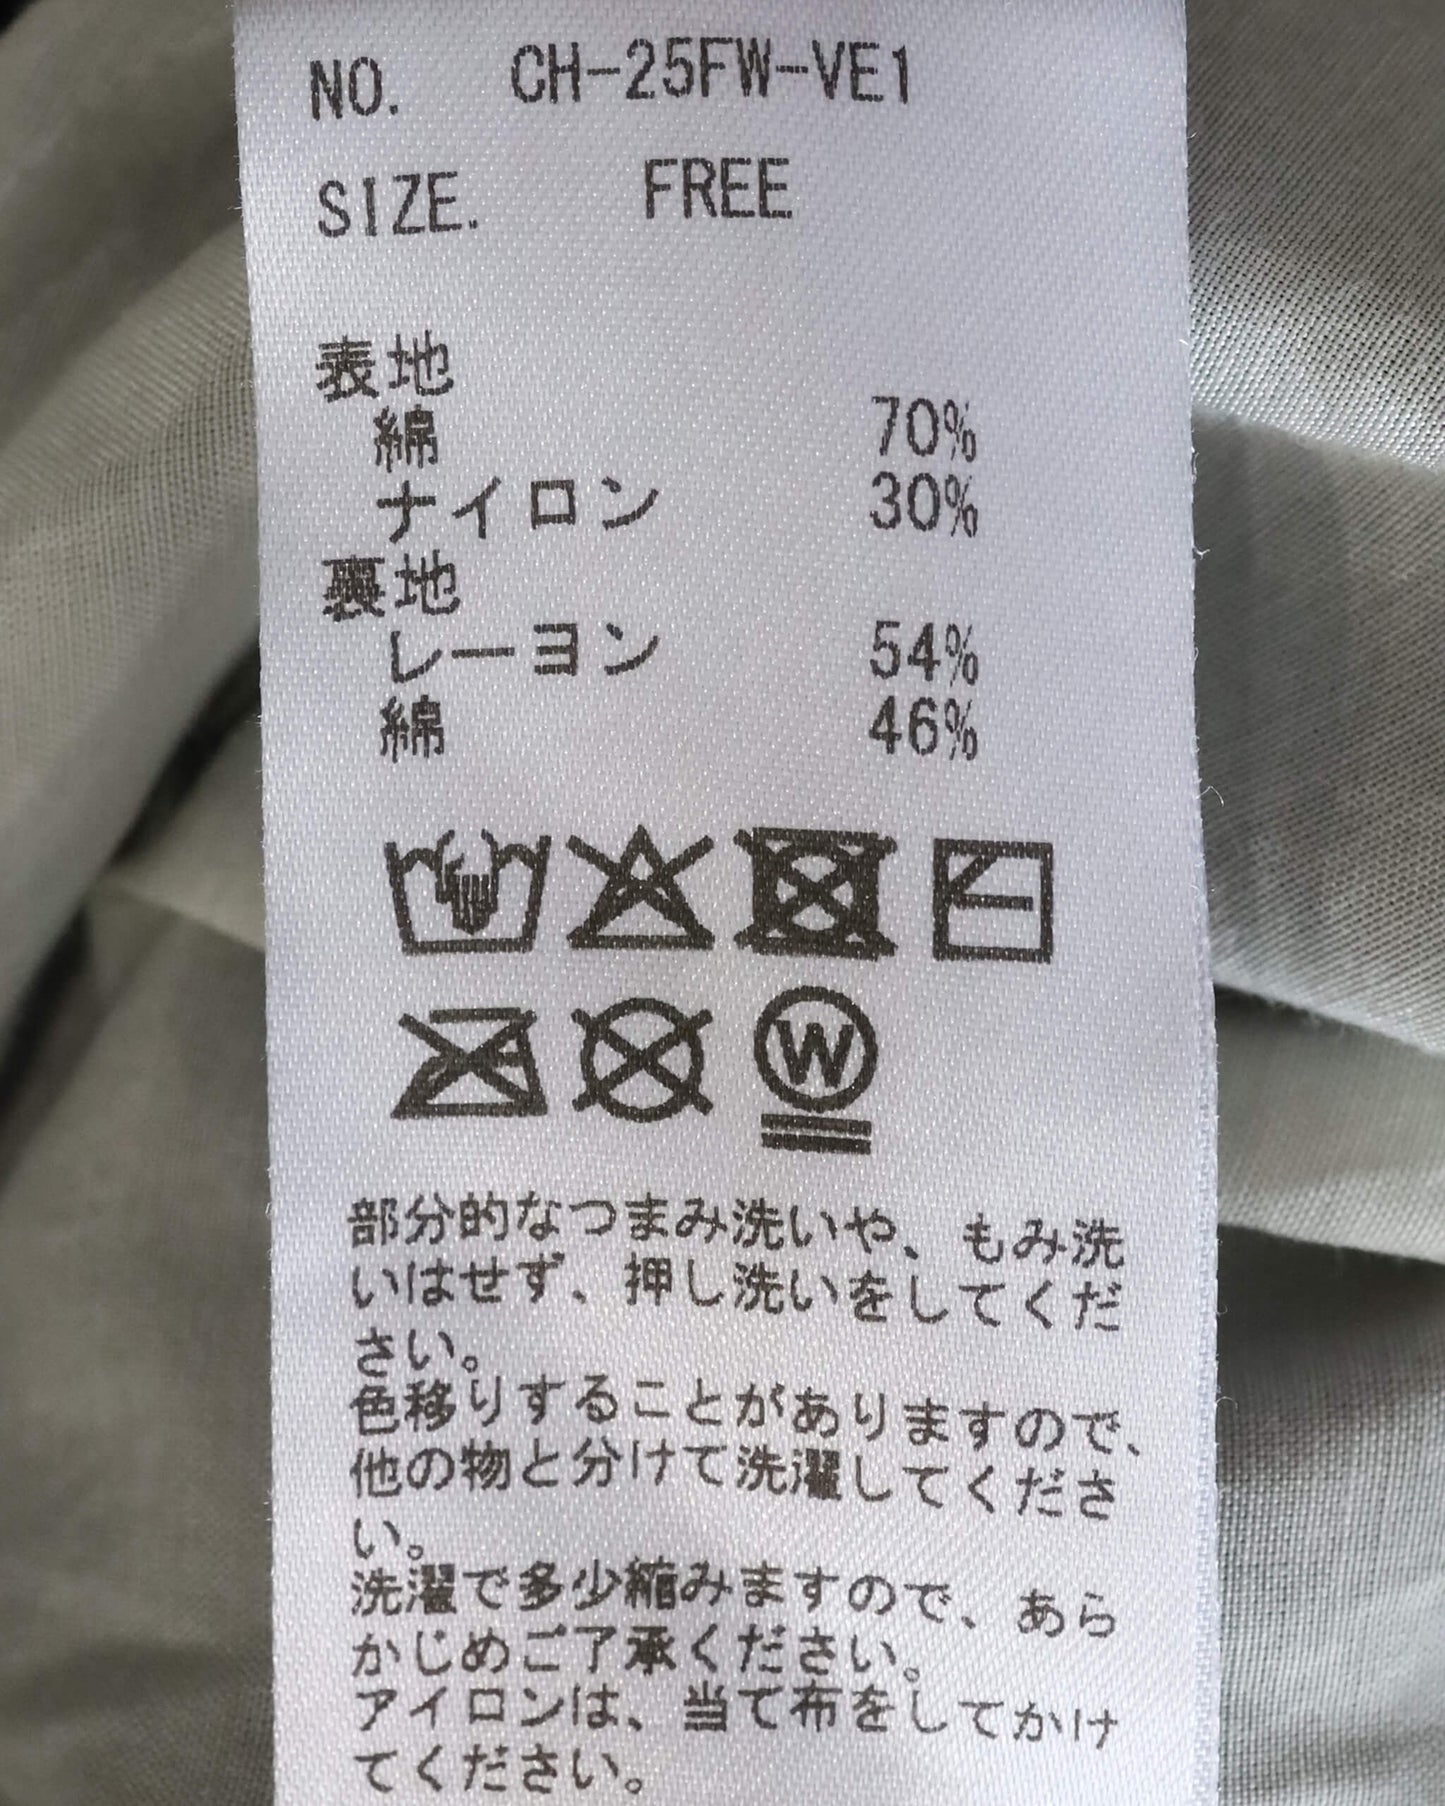 NO. CH-25FW-VE1
SIZE. FREE
表地
綿 70%
ナイロン 30%
裏地
レーヨン 54%
綿 46%
W
部分的なつまみ洗いや、もみ洗
いはせず、押し洗いをしてくだ
さい。
色移りすることがありますので、
他の物と分けて洗濯してくださ
い。
洗濯で多少縮みますので、あら
かじめご了承ください。
アイロンは、当て布をしてかけ
てください。